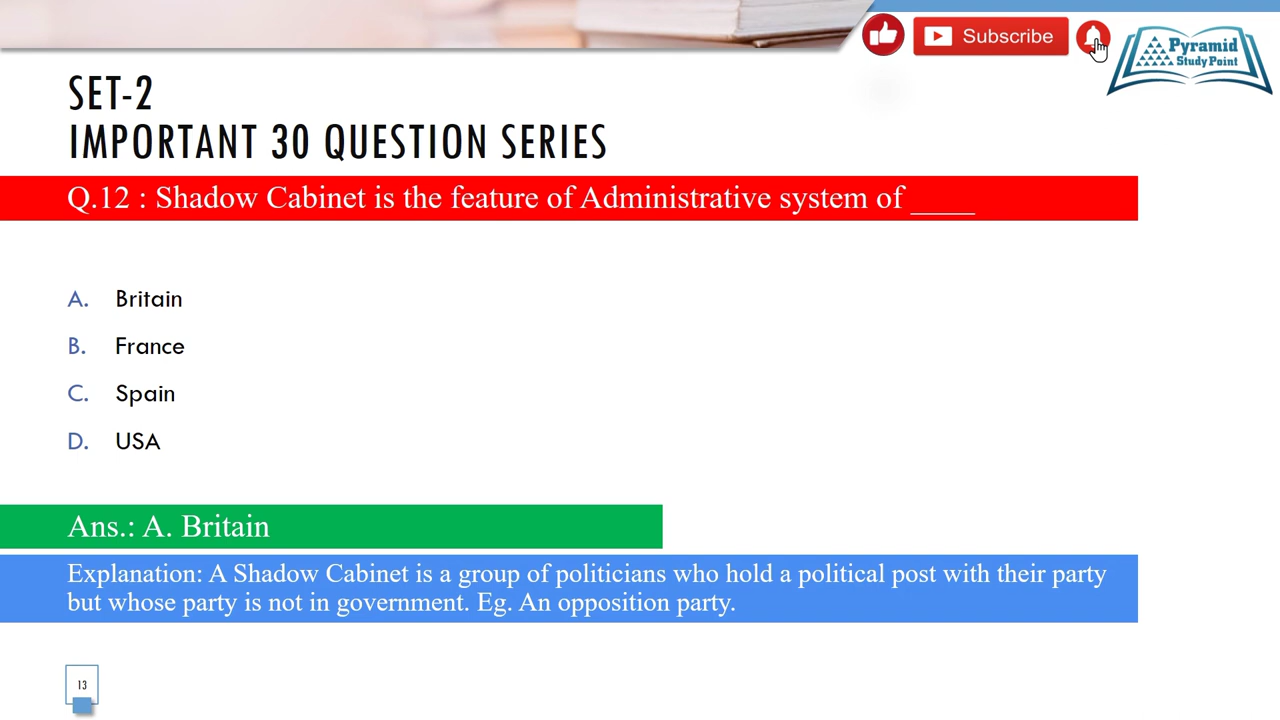 Subscribe
Pyramid
Study Point
SET-2
IMPORTANT 30 QUESTION SERIES
Q.12 : Shadow Cabinet is the feature of Administrative system of ____
A. Britain
B. France
C. Spain
D. USA
Ans.: A. Britain
Explanation: A Shadow Cabinet is a group of politicians who hold a political post with their party
but whose party is not in government. Eg. An opposition party.
13